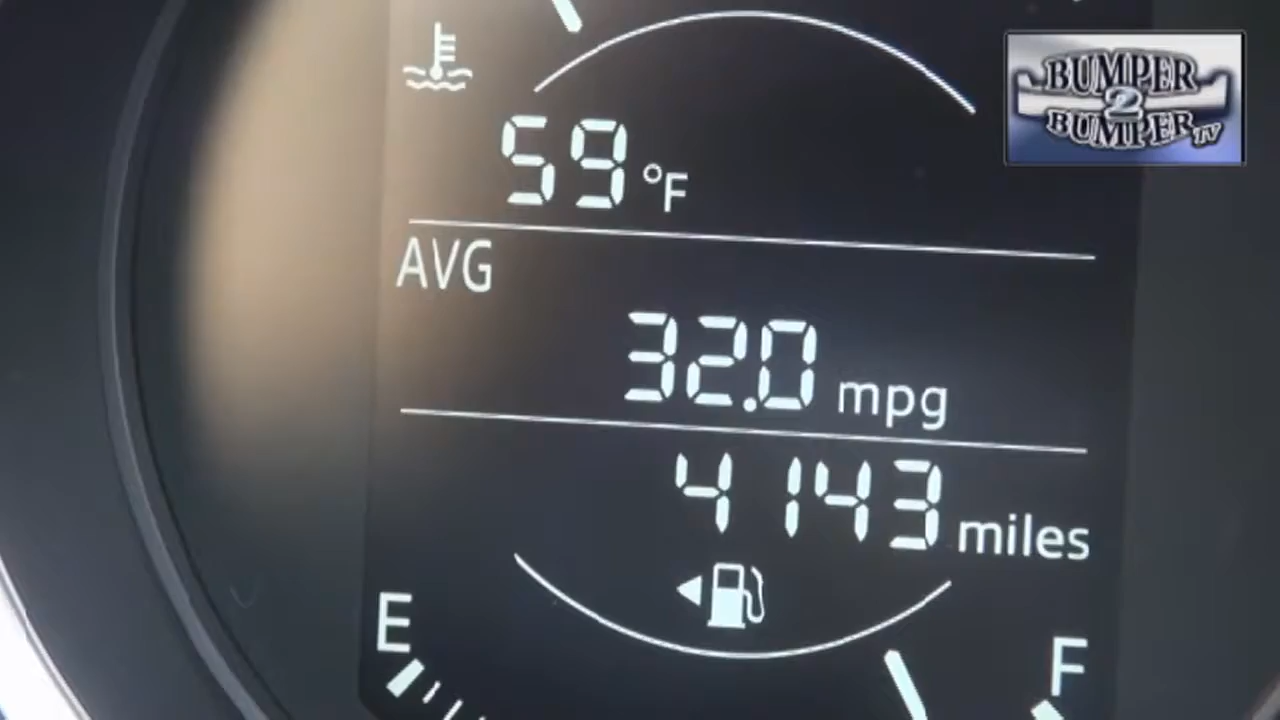 BUMPER
2
BUMPER TV
59 °F
AVG
32.0 mpg
4143 miles
E
F